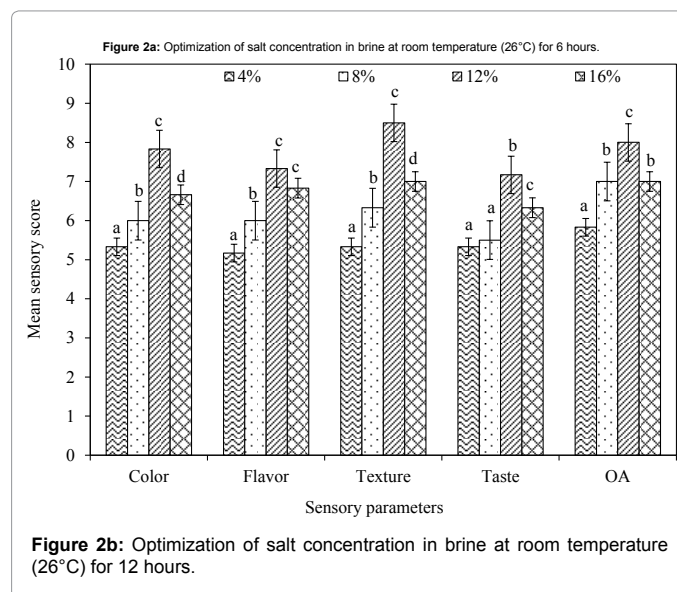 Figure 2a: Optimization of salt concentration in brine at room temperature (26°C) for 6 hours.
10
9
8
7
6
5
4
3
2
1
0
Mean sensory score
4% 8% 12% 16%
a b c d
a b c c
a b c d
a a b c
a b c b
Color Flavor Texture Taste OA
Sensory parameters
Figure 2b: Optimization of salt concentration in brine at room temperature
(26°C) for 12 hours.